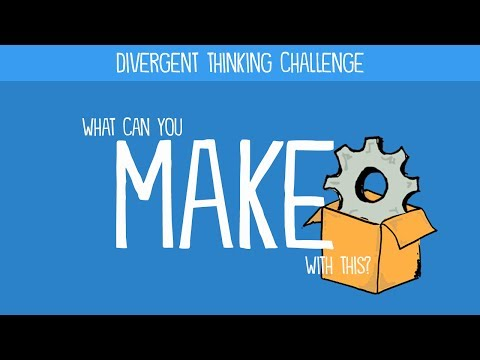 DIVERGENT THINKING CHALLENGE
WHAT CAN YOU
MAKE
WITH THIS?